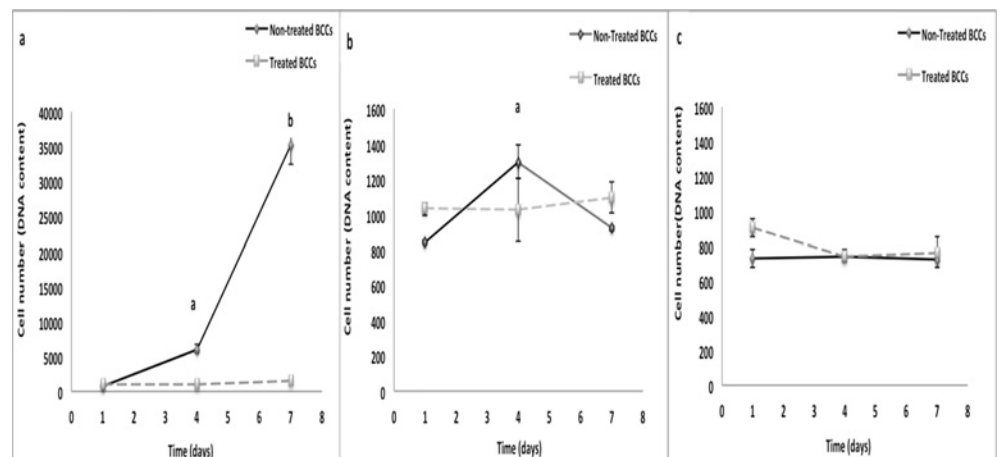 a
Non-treated BCCs
Treated BCCs
Cell number (DNA content)
40000
35000
30000
25000
20000
15000
10000
5000
0
a
b
0 1 2 3 4 5 6 7 8
Time (days)
b
Non-Treated BCCs
Treated BCCs
Cell number (DNA content)
1600
1400
1200
1000
800
600
400
200
0
a
0 1 2 3 4 5 6 7 8
Time (days)
c
Non-Treated BCCs
Treated BCCs
Cell number(DNA content)
1600
1400
1200
1000
800
600
400
200
0
0 1 2 3 4 5 6 7 8
Time (days)